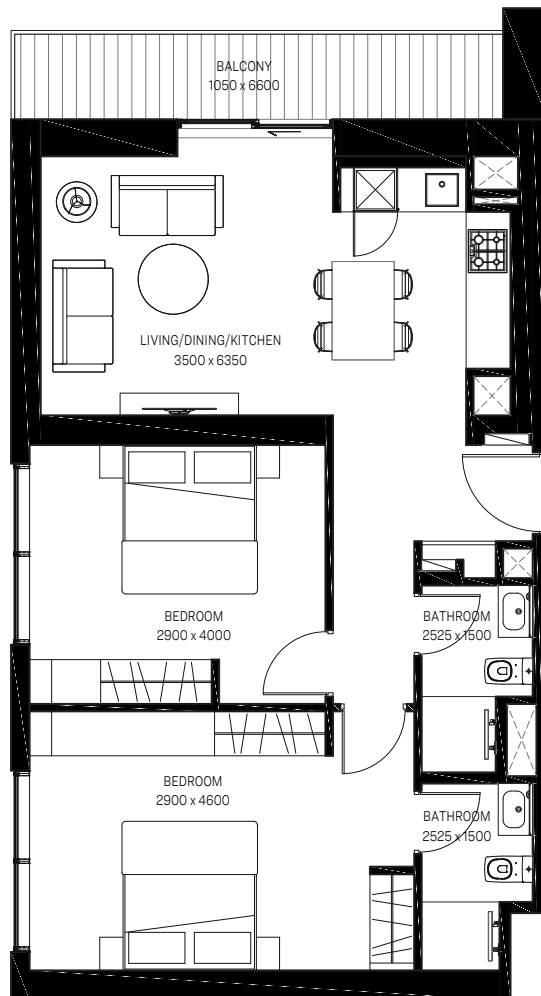 BALCONY
1050 x 6600
LIVING/DINING/KITCHEN
3500 x 6350
BEDROOM
2900 x 4000
BATHROOM
2525 x 1500
BEDROOM
2900 x 4600
BATHROOM
2525 x 1500